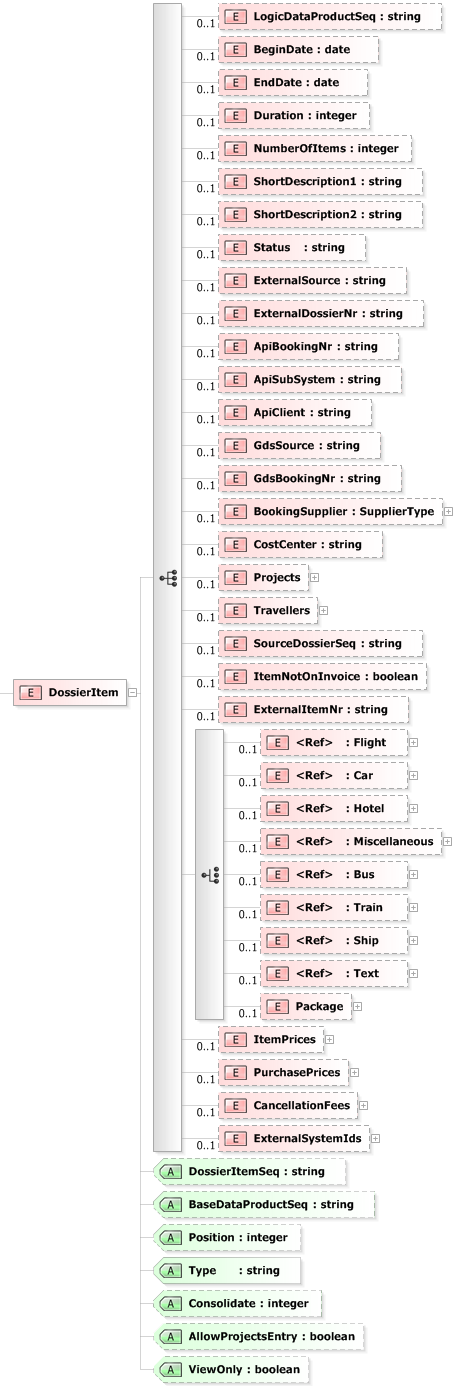 E LogicDataProductSeq : string
0..1
E BeginDate : date
0..1
E EndDate : date
0..1
E Duration : integer
0..1
E NumberOfItems : integer
0..1
E ShortDescription1 : string
0..1
E ShortDescription2 : string
0..1
E Status : string
0..1
E ExternalSource : string
0..1
E ExternalDossierNr : string
0..1
E ApiBookingNr : string
0..1
E ApiSubSystem : string
0..1
E ApiClient : string
0..1
E GdsSource : string
0..1
E GdsBookingNr : string
0..1
E BookingSupplier : SupplierType
0..1
E CostCenter : string
0..1
E Projects
0..1
E Travellers
0..1
E SourceDossierSeq : string
0..1
E ItemNotOnInvoice : boolean
0..1
E DossierItem
E ExternalItemNr : string
0..1
E <Ref> : Flight
0..1
E <Ref> : Car
0..1
E <Ref> : Hotel
0..1
E <Ref> : Miscellaneous
0..1
E <Ref> : Bus
0..1
E <Ref> : Train
0..1
E <Ref> : Ship
0..1
E <Ref> : Text
0..1
E Package
0..1
E ItemPrices
0..1
E PurchasePrices
0..1
E CancellationFees
0..1
E ExternalSystemIds
0..1
A DossierItemSeq : string
A BaseDataProductSeq : string
A Position : integer
A Type : string
A Consolidate : integer
A AllowProjectsEntry : boolean
A ViewOnly : boolean